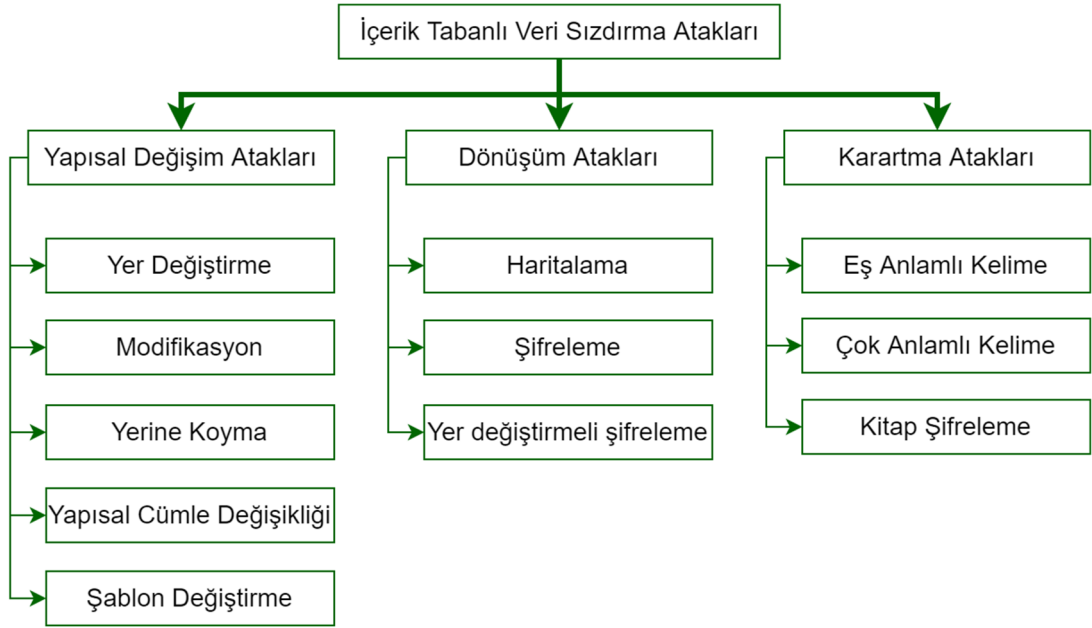 İçerik Tabanlı Veri Sızdırma Atakları
Yapısal Değişim Atakları
Yer Değiştirme
Modifikasyon
Yerine Koyma
Yapısal Cümle Değişikliği
Şablon Değiştirme
Dönüşüm Atakları
Haritalama
Şifreleme
Yer değiştirmeli şifreleme
Karartma Atakları
Eş Anlamlı Kelime
Çok Anlamlı Kelime
Kitap Şifreleme